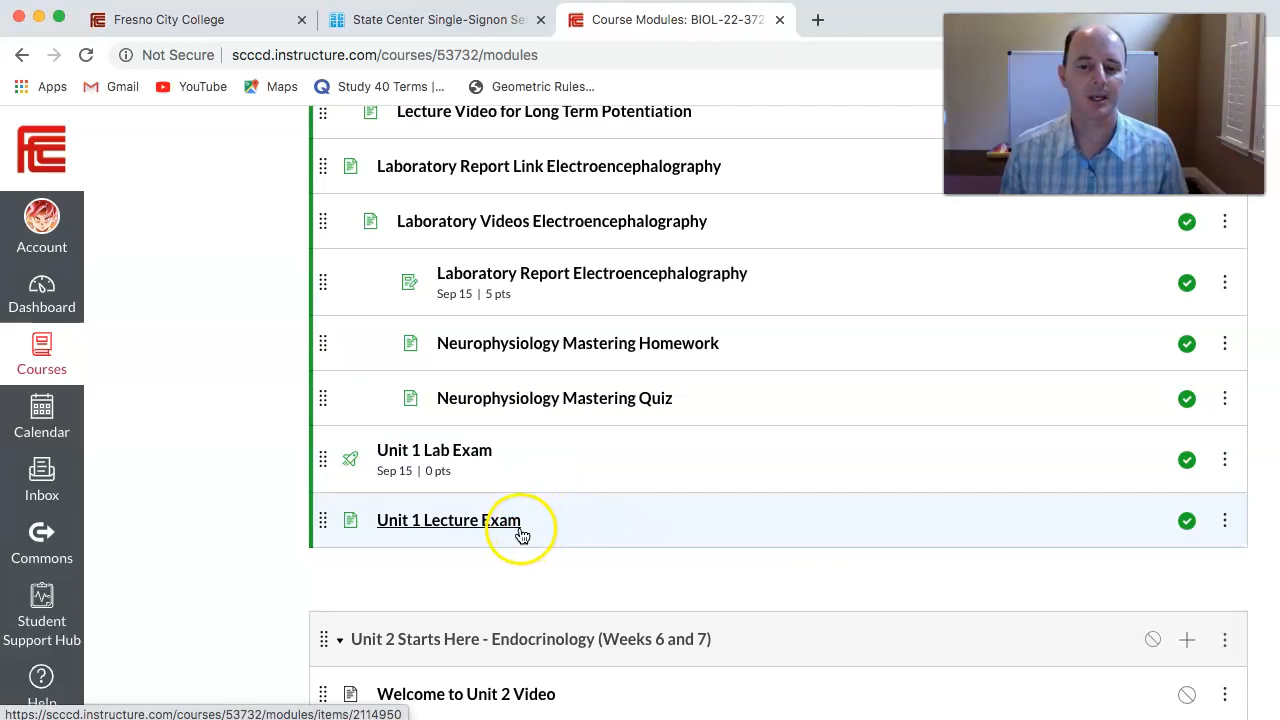 Fresno City College
State Center Single-Signon Se
Course Modules: BIOL-22-372
Not Secure
scccd.instructure.com/courses/53732/modules
Apps
Gmail
YouTube
Maps
Study 40 Terms |...
Geometric Rules...
Lecture Video for Long Term Potentiation
Laboratory Report Link Electroencephalography
Laboratory Videos Electroencephalography
Laboratory Report Electroencephalography
Sep 15 | 5 pts
Neurophysiology Mastering Homework
Neurophysiology Mastering Quiz
Unit 1 Lab Exam
Sep 15 | 0 pts
Unit 1 Lecture Exam
Unit 2 Starts Here - Endocrinology (Weeks 6 and 7)
Welcome to Unit 2 Video
Account
Dashboard
Courses
Calendar
Inbox
Commons
Student
Support Hub
Help
https://scccd.instructure.com/courses/53732/modules/items/2114950